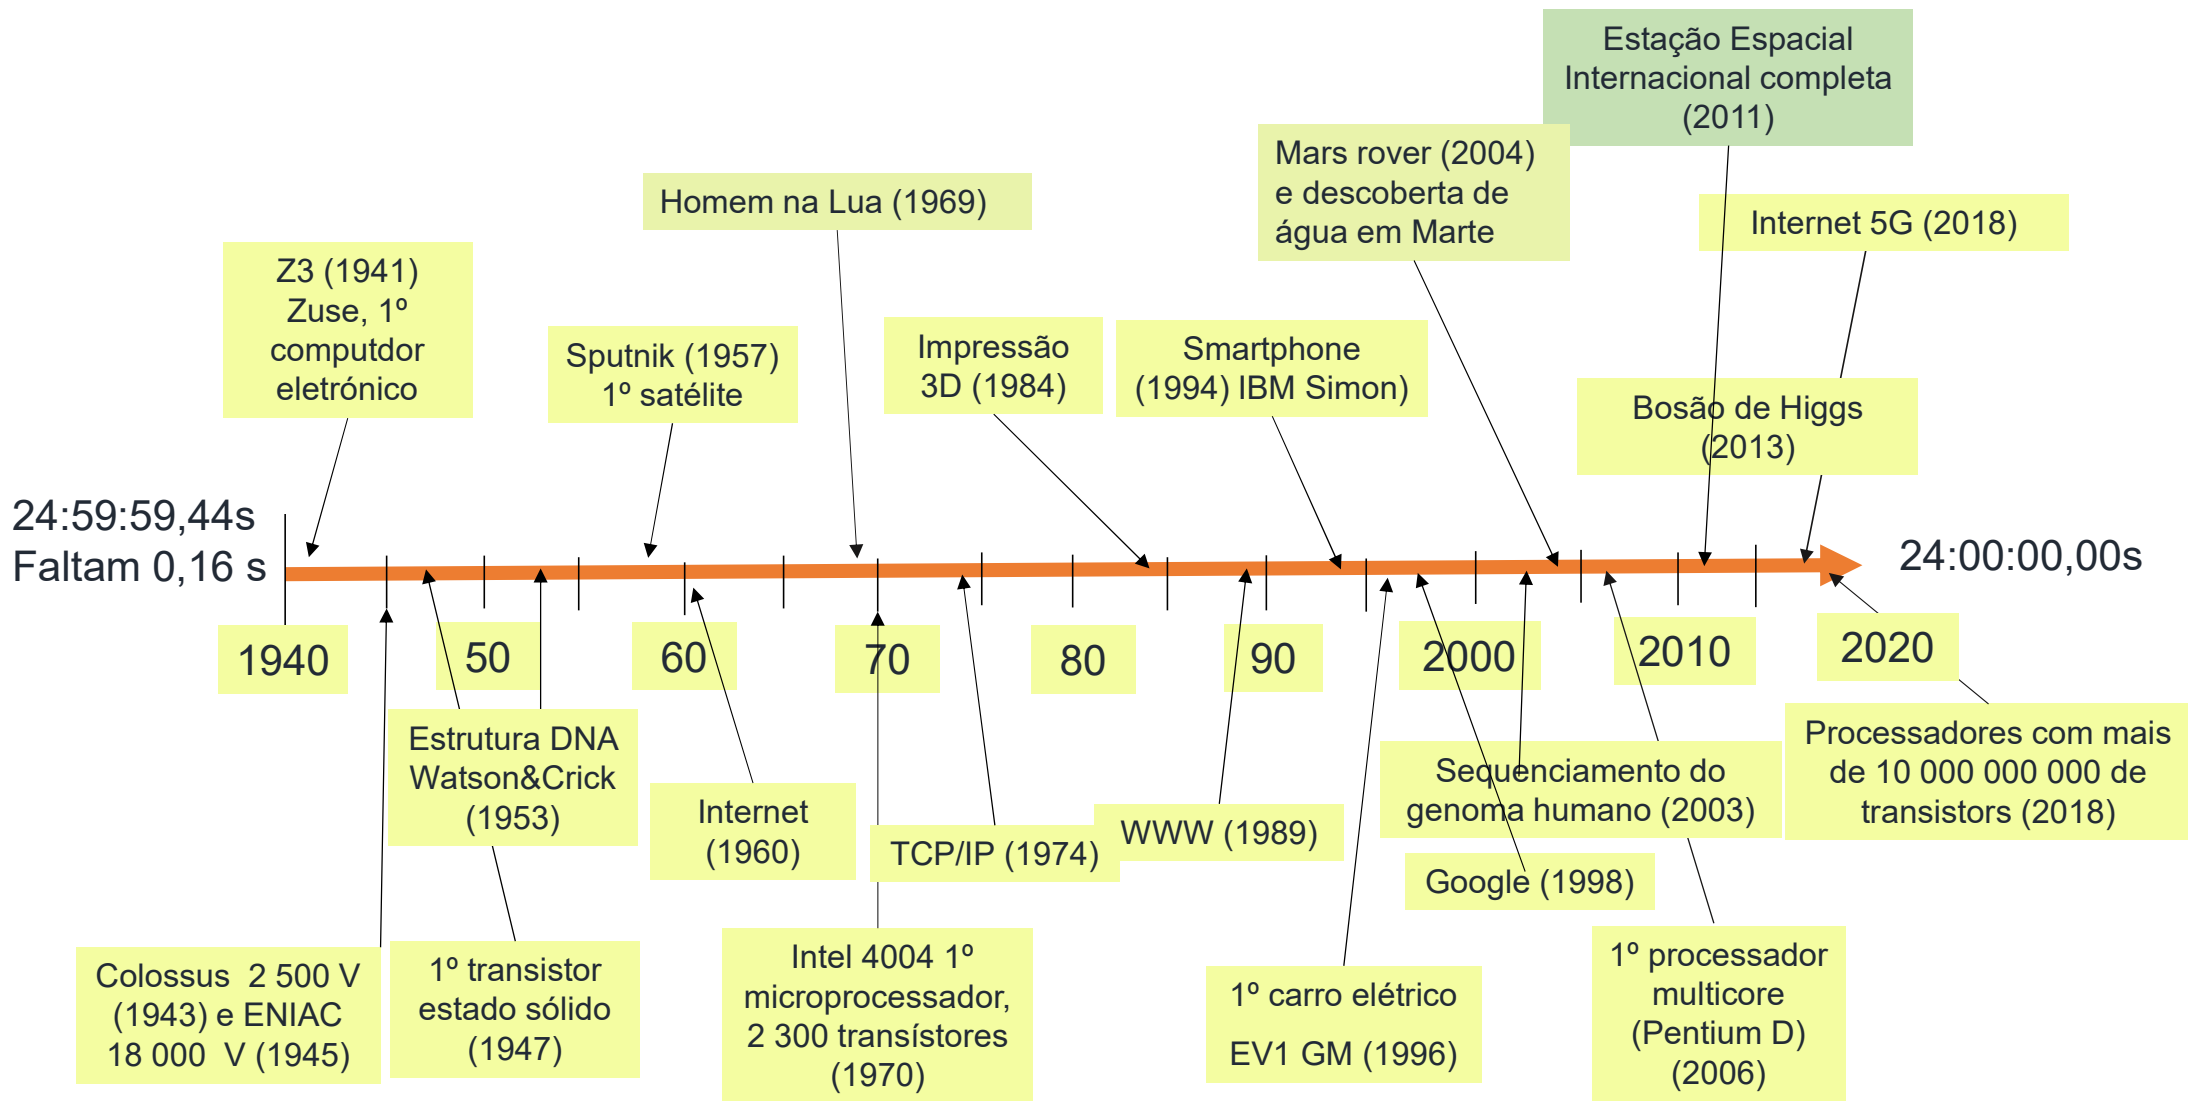 Estação Espacial
Internacional completa
(2011)
Mars rover (2004)
e descoberta de
água em Marte
Homem na Lua (1969)
Internet 5G (2018)
Z3 (1941)
Zuse, 1º
computdor
eletrónico
Sputnik (1957)
1º satélite
Impressão
3D (1984)
Smartphone
(1994) IBM Simon)
Bosão de Higgs
(2013)
24:59:59,44s
Faltam 0,16 s
24:00:00,00s
1940
50
60
70
80
90
2000
2010
2020
Estrutura DNA
Watson&Crick
(1953)
Internet
(1960)
TCP/IP (1974)
WWW (1989)
Sequenciamento do
genoma humano (2003)
Processadores com mais
de 10 000 000 000 de
transistors (2018)
Google (1998)
Colossus 2 500 V
(1943) e ENIAC
18 000 V (1945)
1º transistor
estado sólido
(1947)
Intel 4004 1º
microprocessador,
2 300 transístores
(1970)
1º carro elétrico
EV1 GM (1996)
1º processador
multicore
(Pentium D)
(2006)